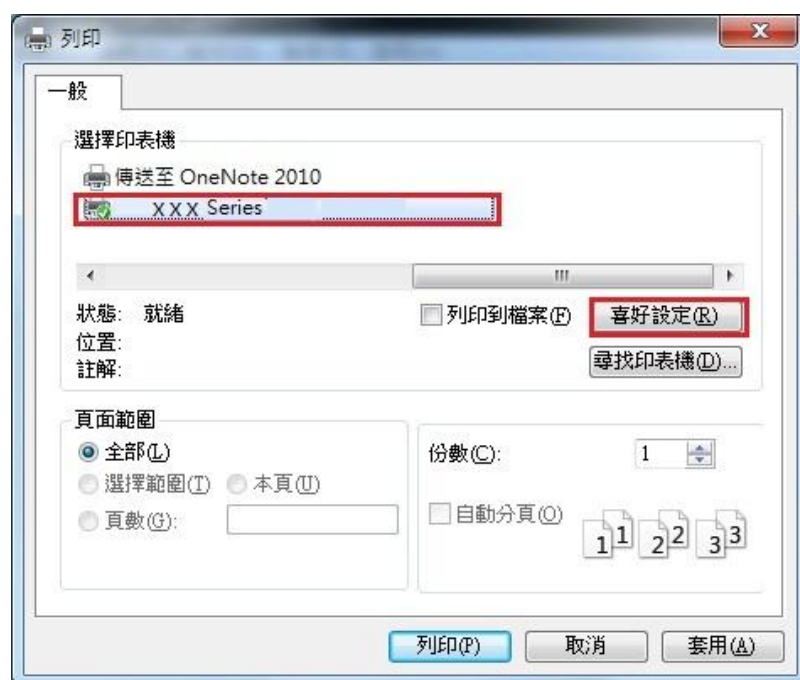 列印
一般
選擇印表機
傳送至 OneNote 2010
XXX Series
狀態: 就緒
列印到檔案(F)
喜好設定(R)
位置:
註解:
尋找印表機(D)...
頁面範圍
全部(L)
選擇範圍(T)
本頁(U)
頁數(G):
份數(C):
1
自動分頁(O)
1 1 2 2 3 3
列印(P)
取消
套用(A)